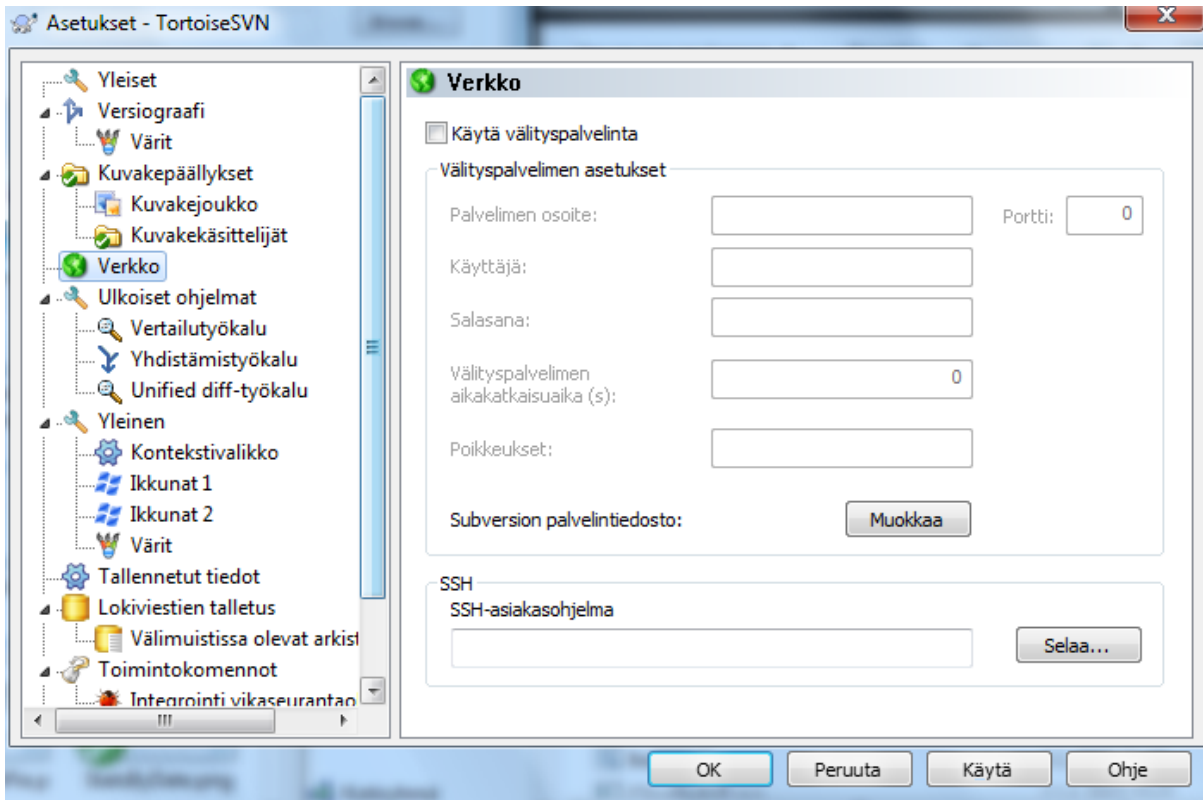 Asetukset - TortoiseSVN
Yleiset
Versiograafi
Värit
Kuvakepäällykset
Kuvakejoukko
Kuvakekäsittelijät
Verkko
Ulkoiset ohjelmat
Vertailutyökalu
Yhdistämistyökalu
Unified diff-työkalu
Yleinen
Kontekstivalikko
Ikkunat 1
Ikkunat 2
Värit
Tallennetut tiedot
Lokiviestien talletus
Välimuistissa olevat arkist
Toimintokomennot
Integrointi vikaseurantao
Verkko
Käytä välityspalvelinta
Välityspalvelimen asetukset
Palvelimen osoite:
Portti: 0
Käyttäjä:
Salasana:
Välityspalvelimen
aikakatkaisuaika (s): 0
Poikkeukset:
Subversion palvelintiedosto: Muokkaa
SSH
SSH-asiakasohjelma
Selaa...
OK Peruuta Käytä Ohje